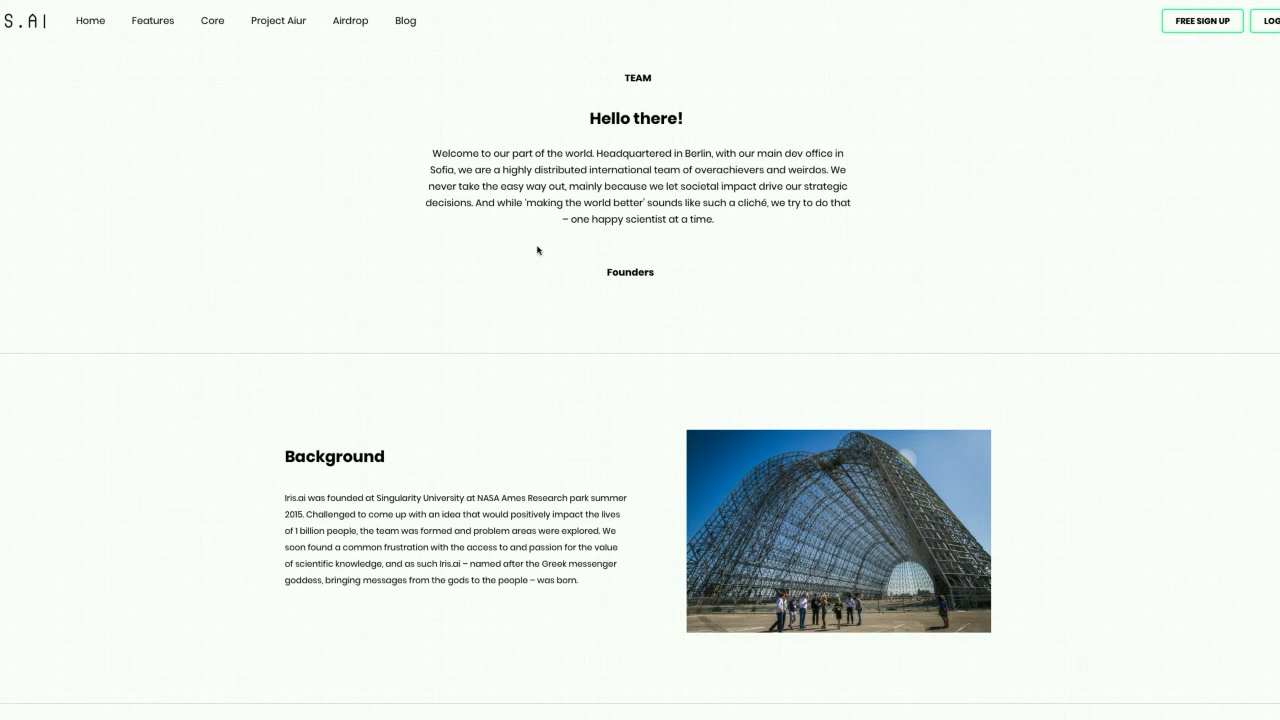 S.AI
Home Features Core Project Aiur Airdrop Blog
FREE SIGN UP
LOG
TEAM
Hello there!
Welcome to our part of the world. Headquartered in Berlin, with our main dev office in
Sofia, we are a highly distributed international team of overachievers and weirdos. We
never take the easy way out, mainly because we let societal impact drive our strategic
decisions. And while 'making the world better' sounds like such a cliché, we try to do that
– one happy scientist at a time.
Founders
Background
Iris.ai was founded at Singularity University at NASA Ames Research park summer
2015. Challenged to come up with an idea that would positively impact the lives
of 1 billion people, the team was formed and problem areas were explored. We
soon found a common frustration with the access to and passion for the value
of scientific knowledge, and as such Iris.ai – named after the Greek messenger
goddess, bringing messages from the gods to the people – was born.